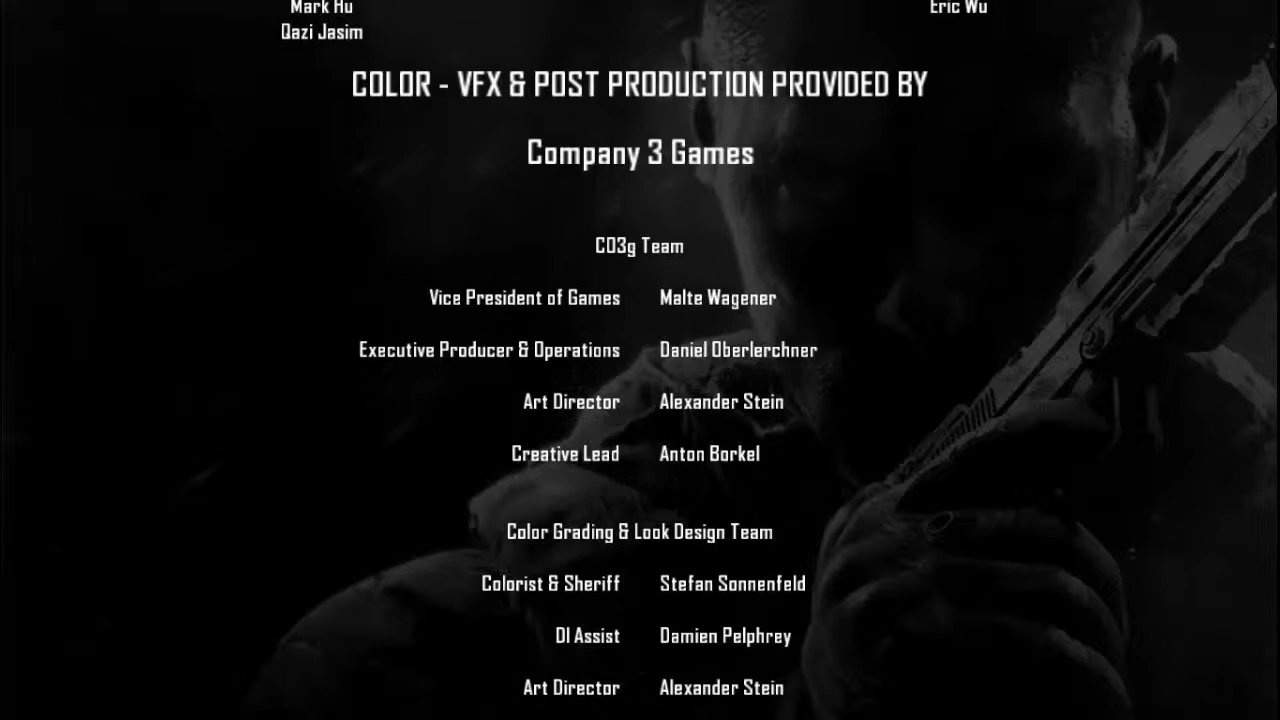 Mark Hu Eric Wu
Qazi Jasim
COLOR - VFX & POST PRODUCTION PROVIDED BY
Company 3 Games
CO3g Team
Vice President of Games Malte Wagener
Executive Producer & Operations Daniel Oberlerchner
Art Director Alexander Stein
Creative Lead Anton Borkel
Color Grading & Look Design Team
Colorist & Sheriff Stefan Sonnenfeld
DI Assist Damien Pelphrey
Art Director Alexander Stein